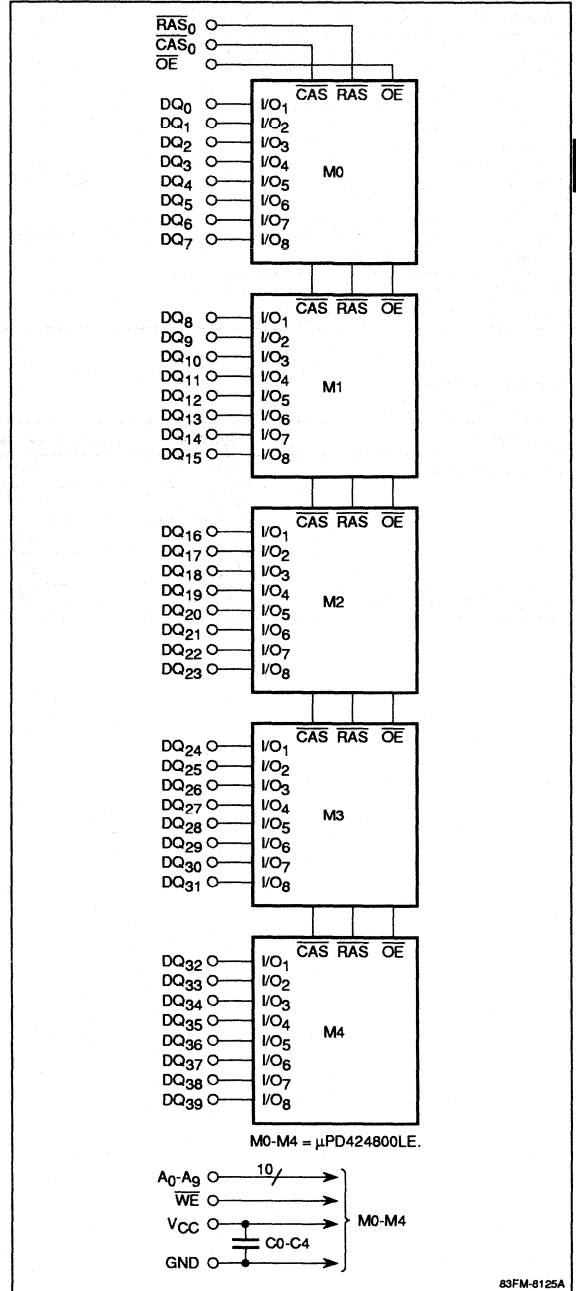 RAS0
CAS0
OE
CAS RAS OE
DQ0 I/O1
DQ1 I/O2
DQ2 I/O3
DQ3 I/O4
M0
DQ4 I/O5
DQ5 I/O6
DQ6 I/O7
DQ7 I/O8
CAS RAS OE
DQ8 I/O1
DQ9 I/O2
DQ10 I/O3
DQ11 I/O4
M1
DQ12 I/O5
DQ13 I/O6
DQ14 I/O7
DQ15 I/O8
CAS RAS OE
DQ16 I/O1
DQ17 I/O2
DQ18 I/O3
DQ19 I/O4
M2
DQ20 I/O5
DQ21 I/O6
DQ22 I/O7
DQ23 I/O8
CAS RAS OE
DQ24 I/O1
DQ25 I/O2
DQ26 I/O3
DQ27 I/O4
M3
DQ28 I/O5
DQ29 I/O6
DQ30 I/O7
DQ31 I/O8
CAS RAS OE
DQ32 I/O1
DQ33 I/O2
DQ34 I/O3
DQ35 I/O4
M4
DQ36 I/O5
DQ37 I/O6
DQ38 I/O7
DQ39 I/O8
M0-M4 = μPD424800LE.
A0-A9 10
WE
VCC M0-M4
C0-C4
GND
83FM-8125A